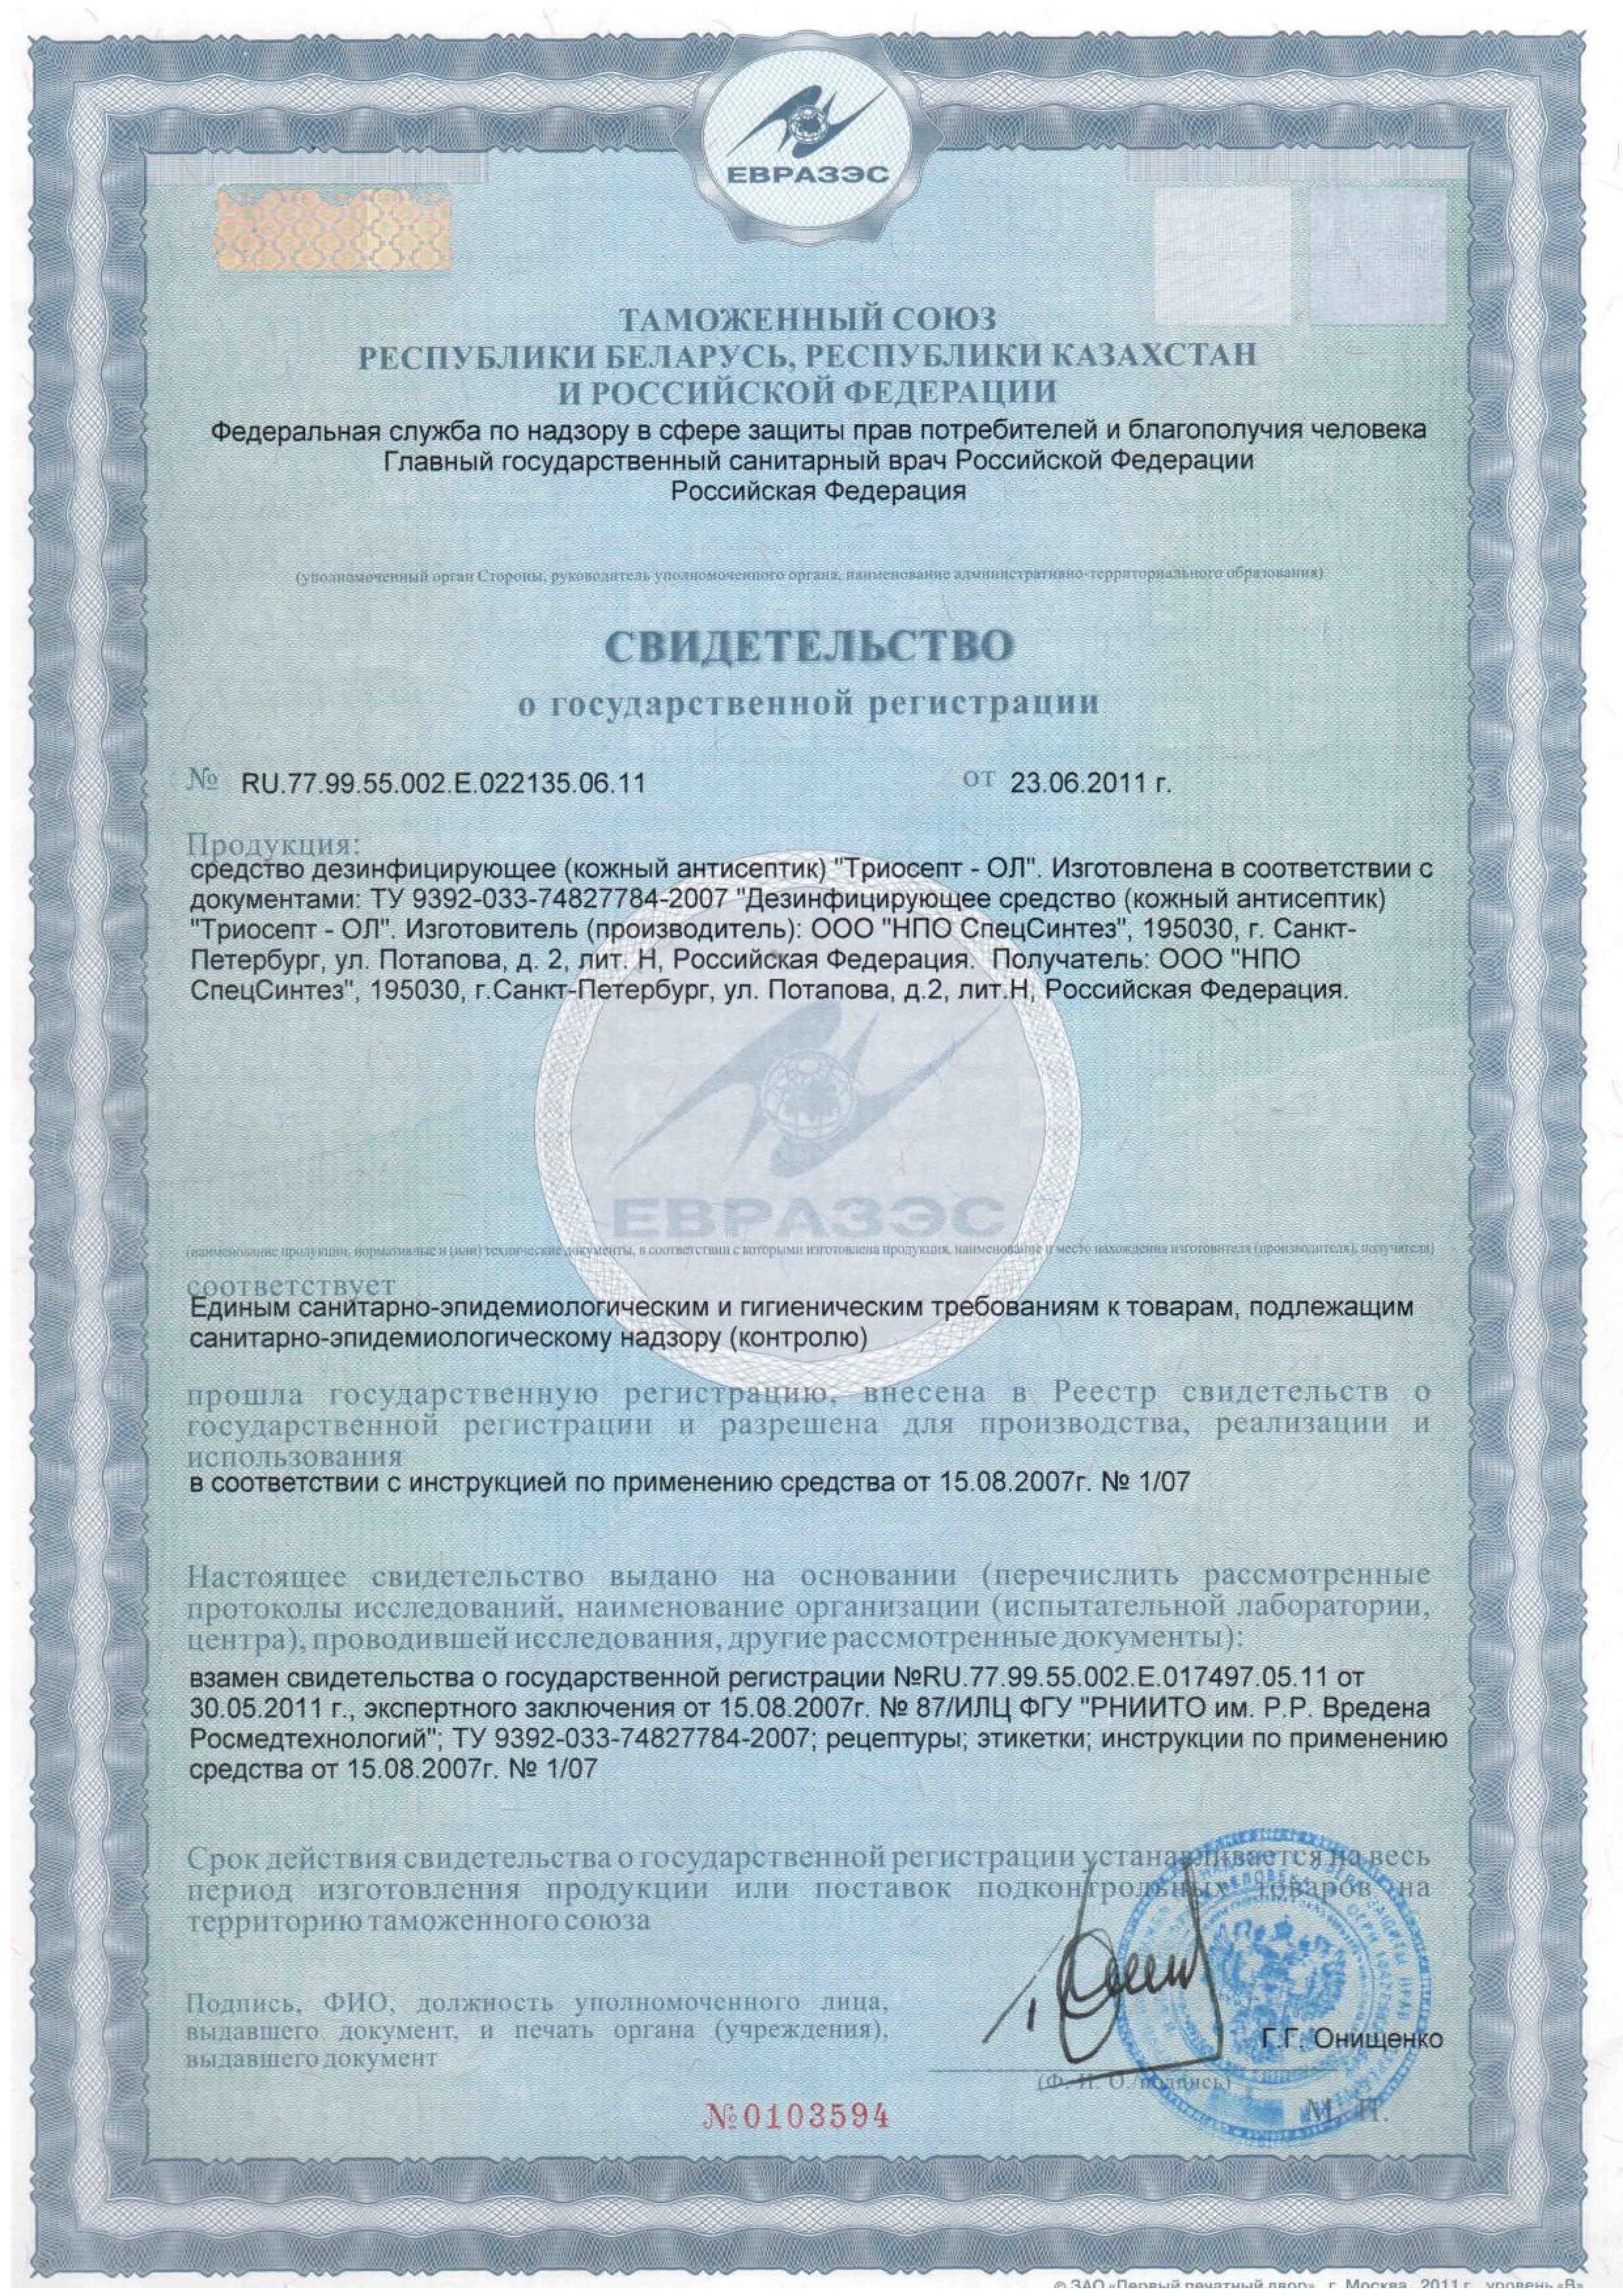 ЕВРАЗЭС
ТАМОЖЕННЫЙ СОЮЗ
РЕСПУБЛИКИ БЕЛАРУСЬ, РЕСПУБЛИКИ КАЗАХСТАН
И РОССИЙСКОЙ ФЕДЕРАЦИИ
Федеральная служба по надзору в сфере защиты прав потребителей и благополучия человека
Главный государственный санитарный врач Российской Федерации
Российская Федерация
(уполномоченный орган Стороны, руководитель уполномоченного органа, наименование административно-территориального образования)
СВИДЕТЕЛЬСТВО
о государственной регистрации
№ RU.77.99.55.002.Е.022135.06.11 от 23.06.2011 г.
Продукция:
средство дезинфицирующее (кожный антисептик) "Триосепт - ОЛ". Изготовлена в соответствии с
документами: ТУ 9392-033-74827784-2007 "Дезинфицирующее средство (кожный антисептик)
"Триосепт - ОЛ". Изготовитель (производитель): ООО "НПО СпецСинтез", 195030, г. Санкт-
Петербург, ул. Потапова, д. 2, лит. Н, Российская Федерация. Получатель: ООО "НПО
СпецСинтез", 195030, г.Санкт-Петербург, ул. Потапова, д.2, лит.Н, Российская Федерация.
ЕВРАЗЭС
(наименование продукции, нормативные и (или) технические документы, в соответствии с которыми изготовлена продукция, наименование и место нахождения изготовителя (производителя), получателя)
соответствует
Единым санитарно-эпидемиологическим и гигиеническим требованиям к товарам, подлежащим
санитарно-эпидемиологическому надзору (контролю)
прошла государственную регистрацию, внесена в Реестр свидетельств о
государственной регистрации и разрешена для производства, реализации и
использования
в соответствии с инструкцией по применению средства от 15.08.2007г. № 1/07
Настоящее свидетельство выдано на основании (перечислить рассмотренные
протоколы исследований, наименование организации (испытательной лаборатории,
центра), проводившей исследования, другие рассмотренные документы):
взамен свидетельства о государственной регистрации №RU.77.99.55.002.Е.017497.05.11 от
30.05.2011 г., экспертного заключения от 15.08.2007г. № 87/ИЛЦ ФГУ "РНИИТО им. Р.Р. Вредена
Росмедтехнологий"; ТУ 9392-033-74827784-2007; рецептуры; этикетки; инструкции по применению
средства от 15.08.2007г. № 1/07
Срок действия свидетельства о государственной регистрации устанавливается на весь
период изготовления продукции или поставок подконтрольных товаров на
территорию таможенного союза
Подпись, ФИО, должность уполномоченного лица,
выдавшего документ, и печать органа (учреждения),
выдавшего документ
Г.Г. Онищенко
(Ф. И. О./подпись)
М. П.
№0103594
© ЗАО «Первый печатный двор», г. Москва, 2011 г., уровень «В»